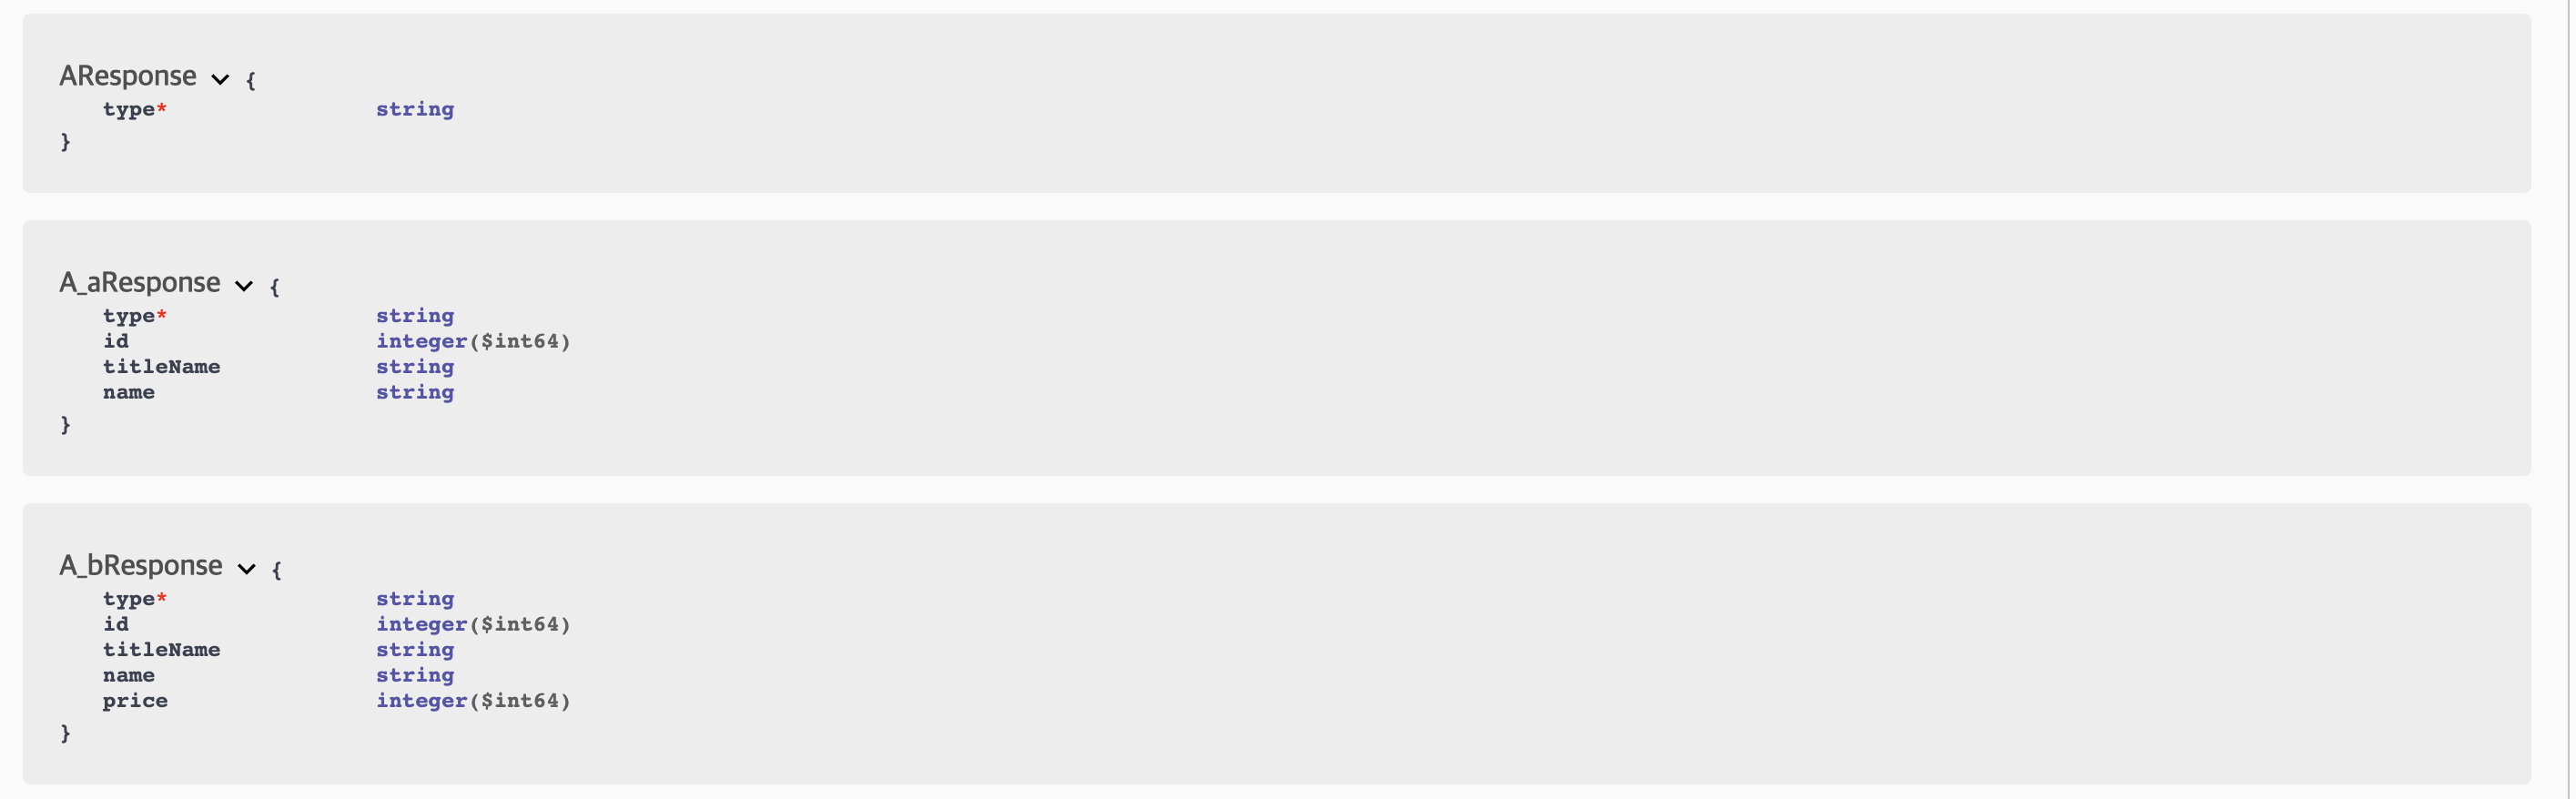 AResponse {
type* string
}
A_aResponse {
type* string
id integer($int64)
titleName string
name string
}
A_bResponse {
type* string
id integer($int64)
titleName string
name string
price integer($int64)
}